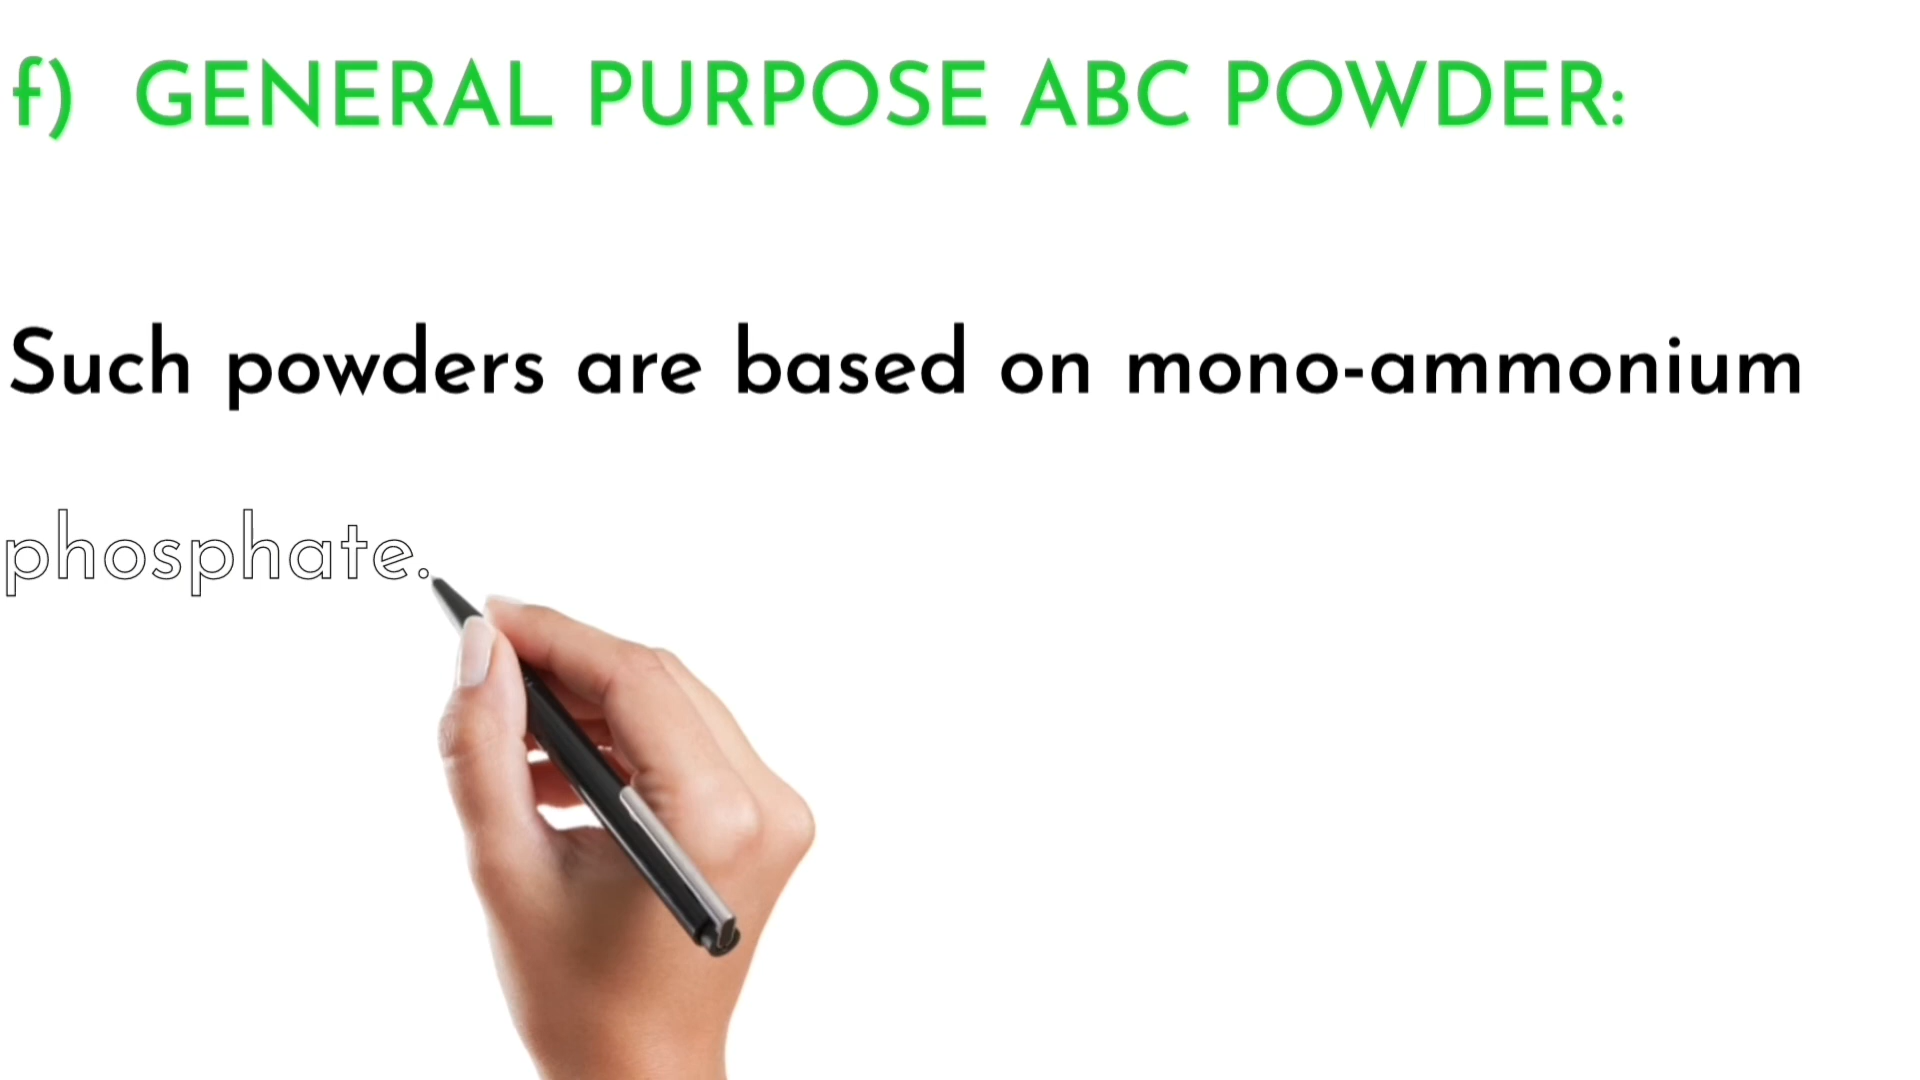 f) GENERAL PURPOSE ABC POWDER:
Such powders are based on mono-ammonium
phosphate.